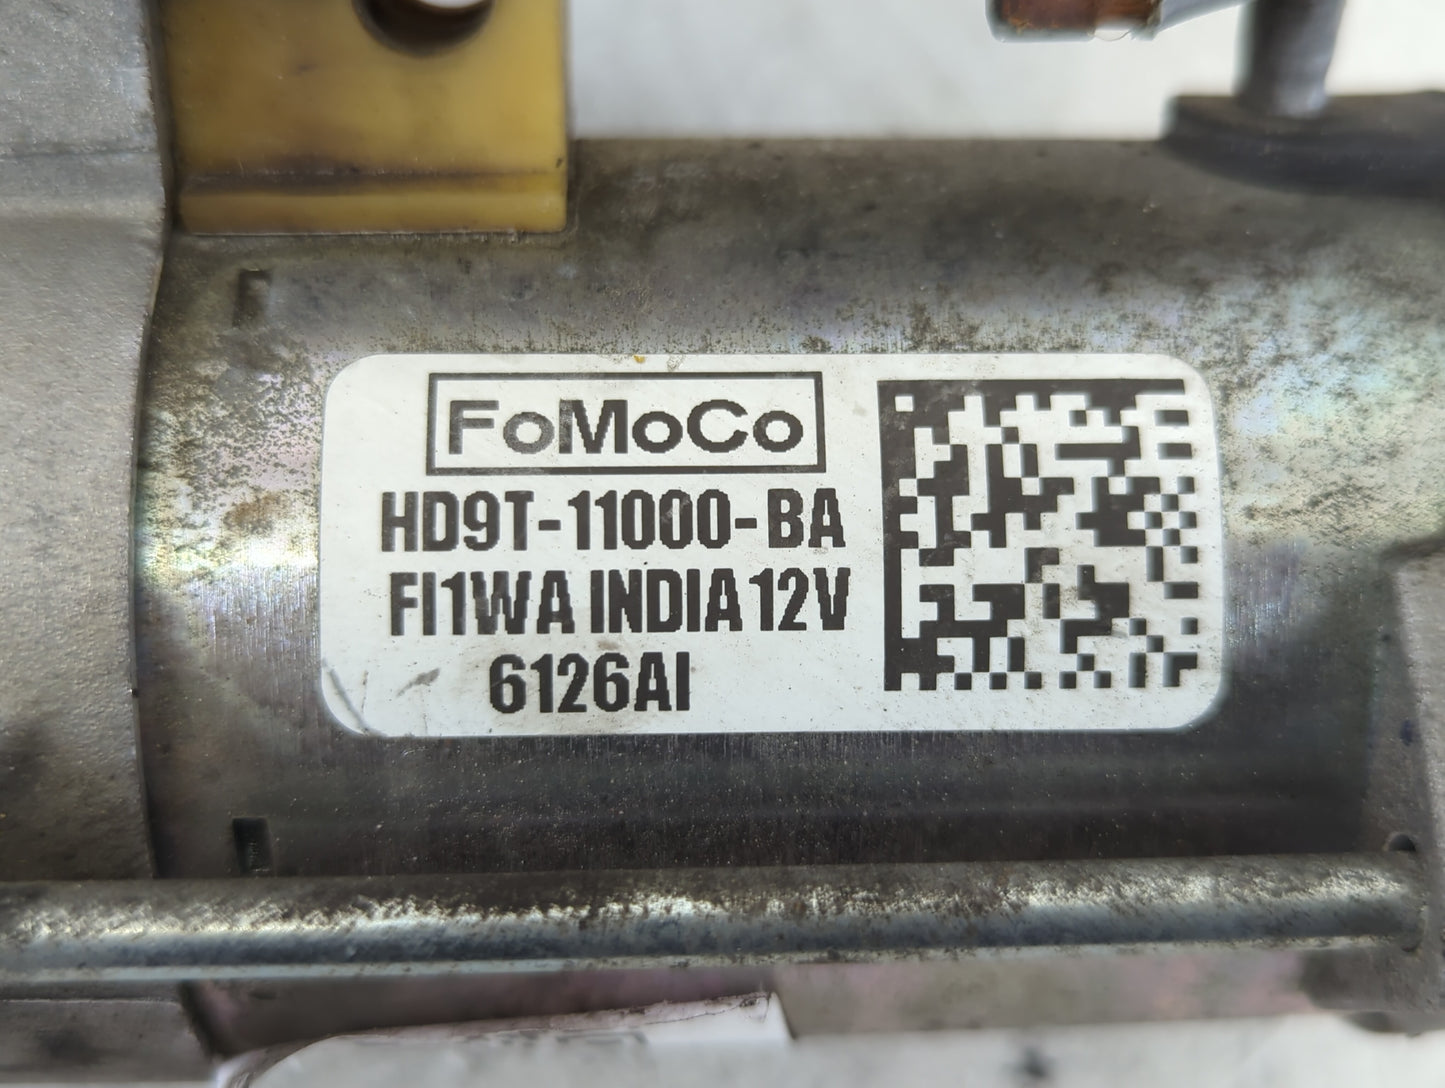 FoMoCo
HD9T-11000-BA
FI1WA INDIA 12V
6126AI